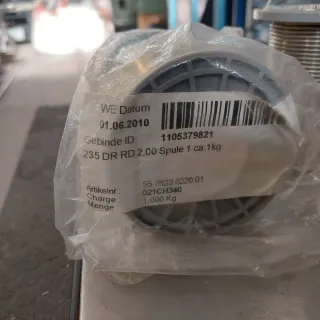 WE Datum
01.06.2010
Gebinde ID: 1105379821
235 DR RD 2,00 Spule 1 ca.1kg
Artikelnr 55.7623.0220.01
Charge 021CH340
Menge 1,000 Kg